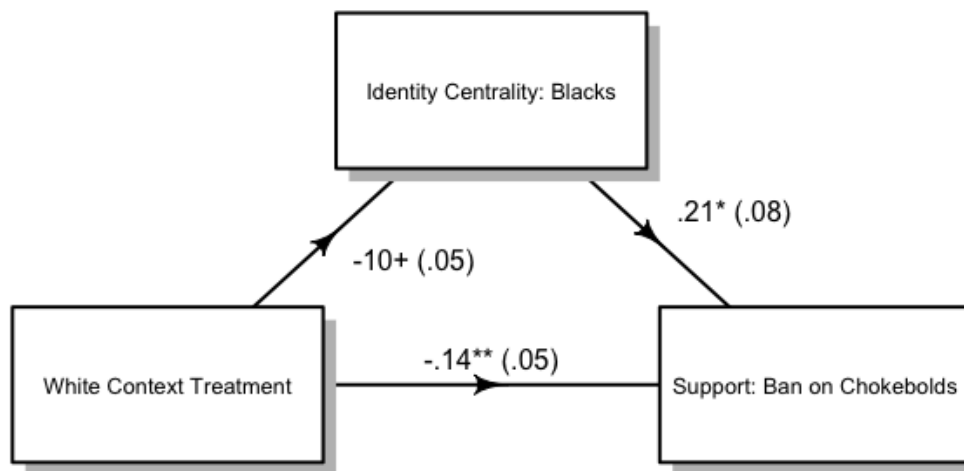 Identity Centrality: Blacks
.21* (.08)
-10+ (.05)
-.14** (.05)
White Context Treatment
Support: Ban on Chokebolds